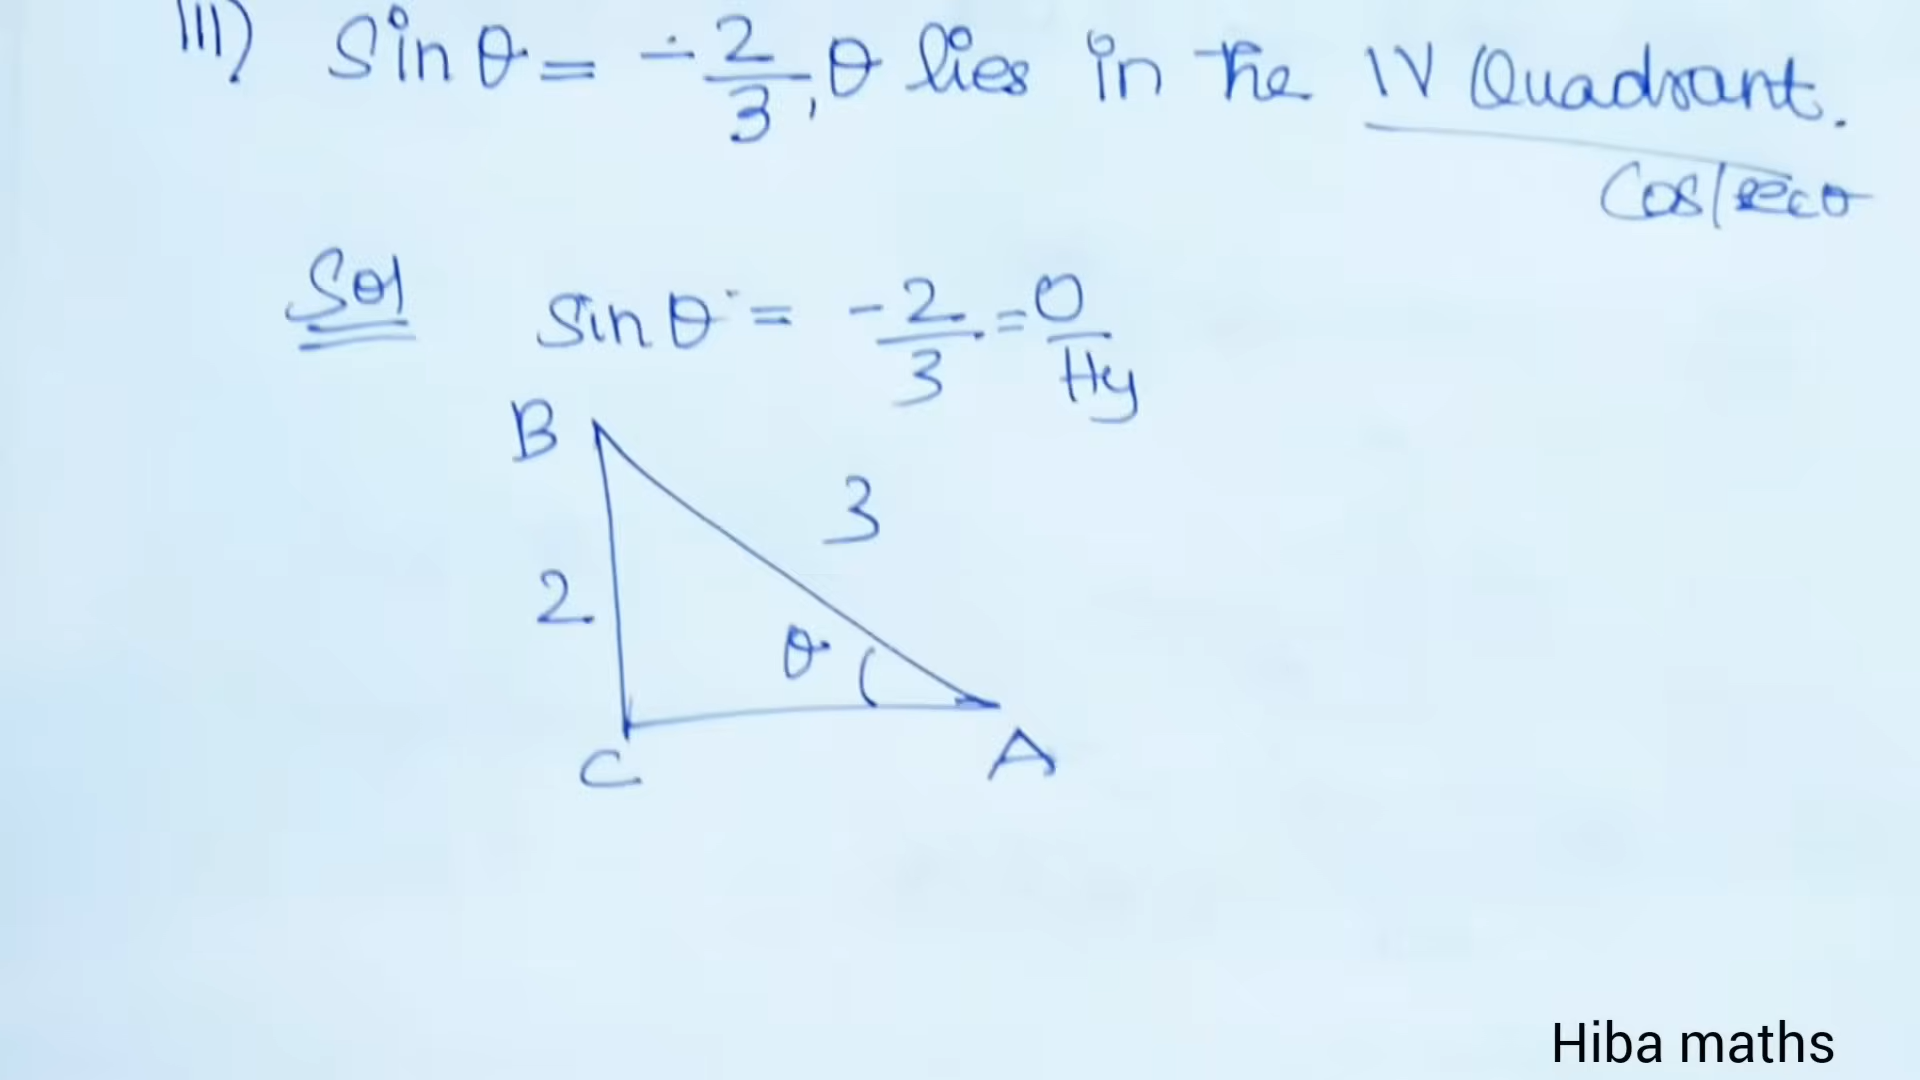 III) Sin θ = -2/3, θ lies in the IV Quadrant.
Cos/secθ
Sol Sin θ = -2/3 = O/Hy
B
3
2
θ
C A
Hiba maths